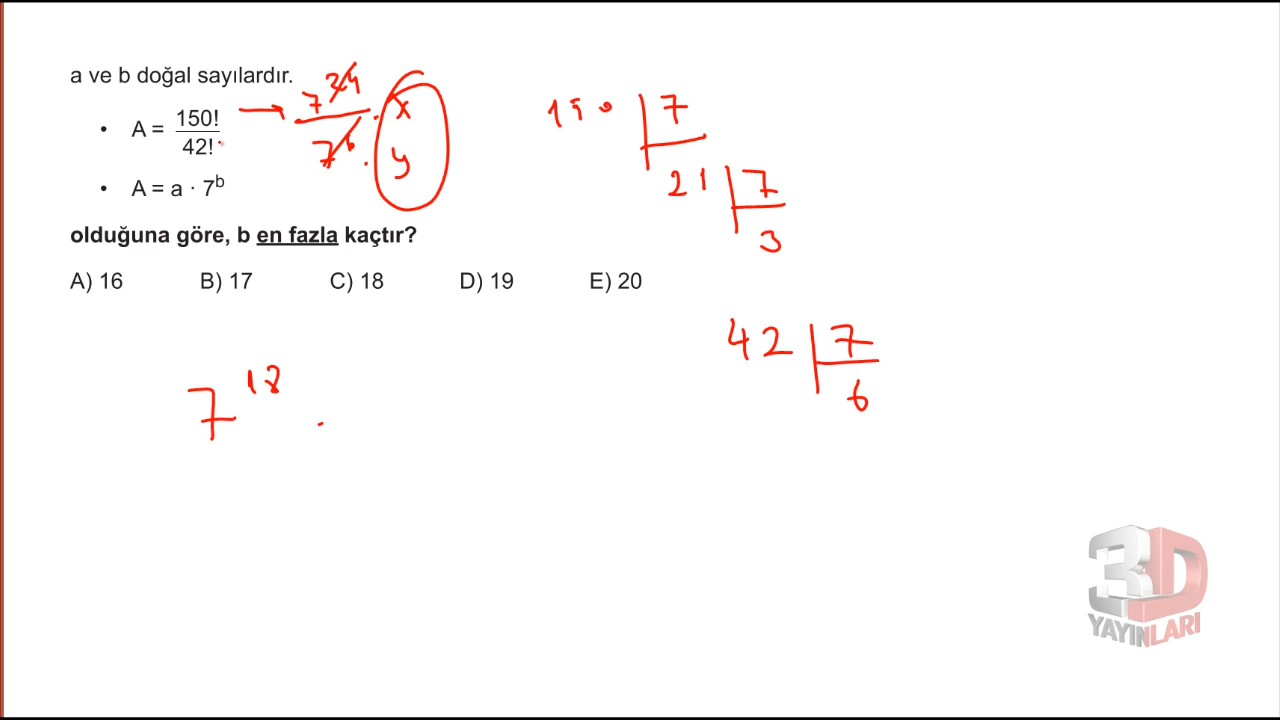 a ve b doğal sayılardır.
• A = 150! / 42! → 7^24 . x / 7^6 . y
• A = a · 7^b
olduğuna göre, b en fazla kaçtır?
A) 16 B) 17 C) 18 D) 19 E) 20
150 | 7
21 | 7
3
42 | 7
6
7^18 .
3D
YAYINLARI